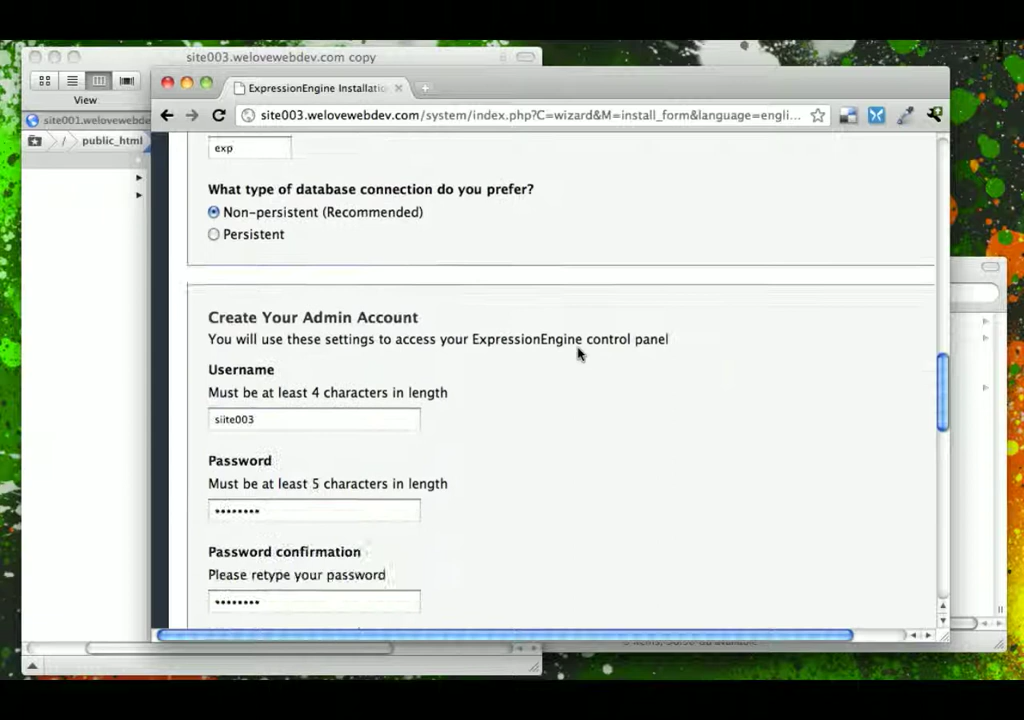 site003.welovewebdev.com copy
View
ExpressionEngine Installatio
site001.welovewebde
site003.welovewebdev.com/system/index.php?C=wizard&M=install_form&language=engli...
/ public_html
exp
What type of database connection do you prefer?
Non-persistent (Recommended)
Persistent
Create Your Admin Account
You will use these settings to access your ExpressionEngine control panel
Username
Must be at least 4 characters in length
siite003
Password
Must be at least 5 characters in length
••••••••
Password confirmation
Please retype your password
••••••••